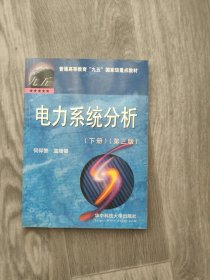 普通高等教育“九五”国家级重点教材
九五
电力系统分析
（下册）（第三版）
何仰赞 温增银
华中科技大学出版社